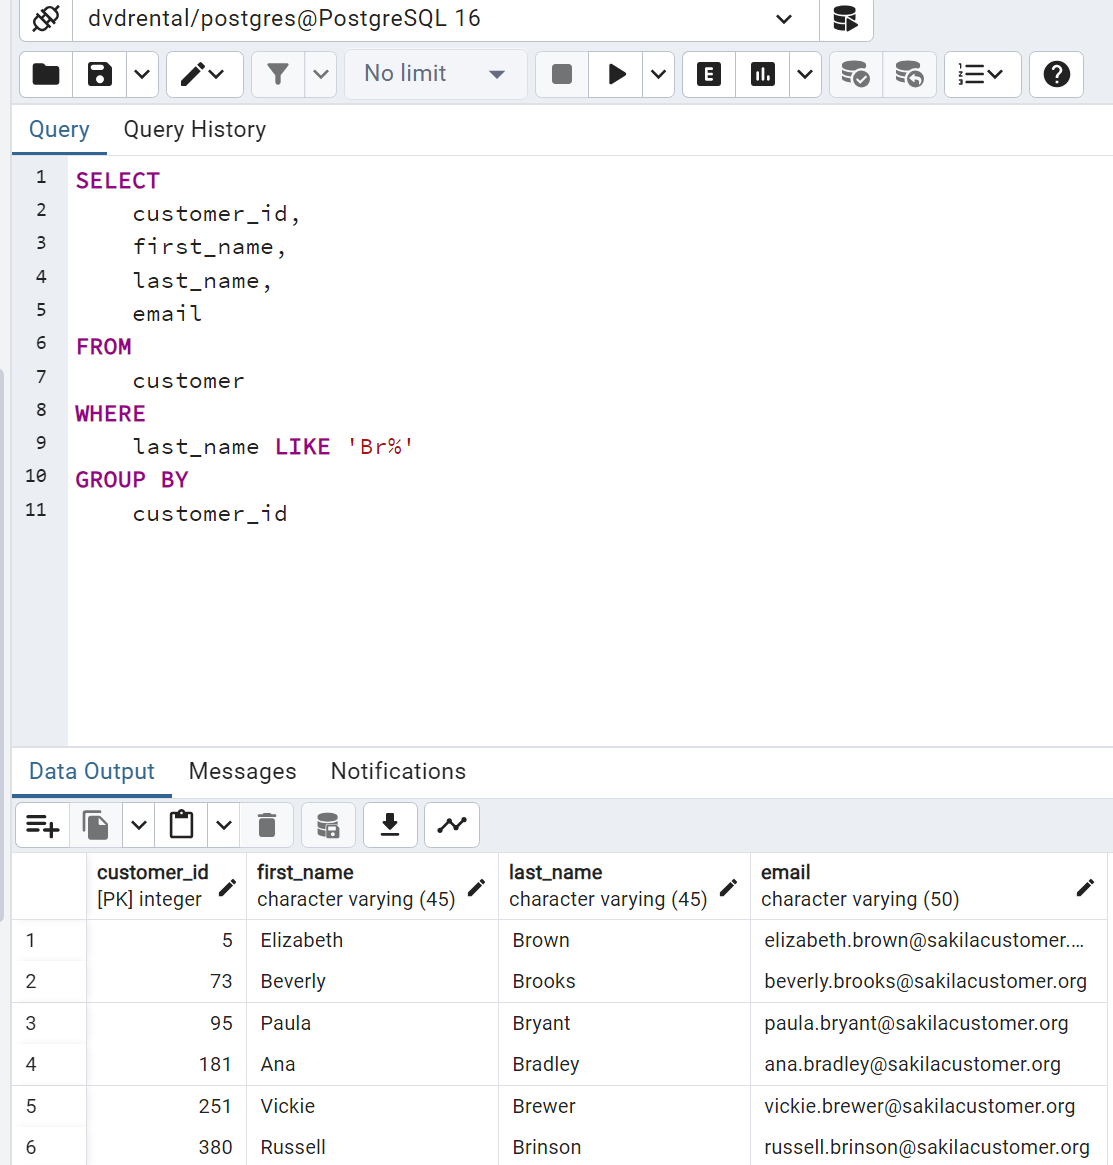 dvdrental/postgres@PostgreSQL 16
No limit
E
Query Query History
1 SELECT
2 customer_id,
3 first_name,
4 last_name,
5 email
6 FROM
7 customer
8 WHERE
9 last_name LIKE 'Br%'
10 GROUP BY
11 customer_id
Data Output Messages Notifications
customer_id first_name last_name email
[PK] integer character varying (45) character varying (45) character varying (50)
1 5 Elizabeth Brown elizabeth.brown@sakilacustomer....
2 73 Beverly Brooks beverly.brooks@sakilacustomer.org
3 95 Paula Bryant paula.bryant@sakilacustomer.org
4 181 Ana Bradley ana.bradley@sakilacustomer.org
5 251 Vickie Brewer vickie.brewer@sakilacustomer.org
6 380 Russell Brinson russell.brinson@sakilacustomer.org